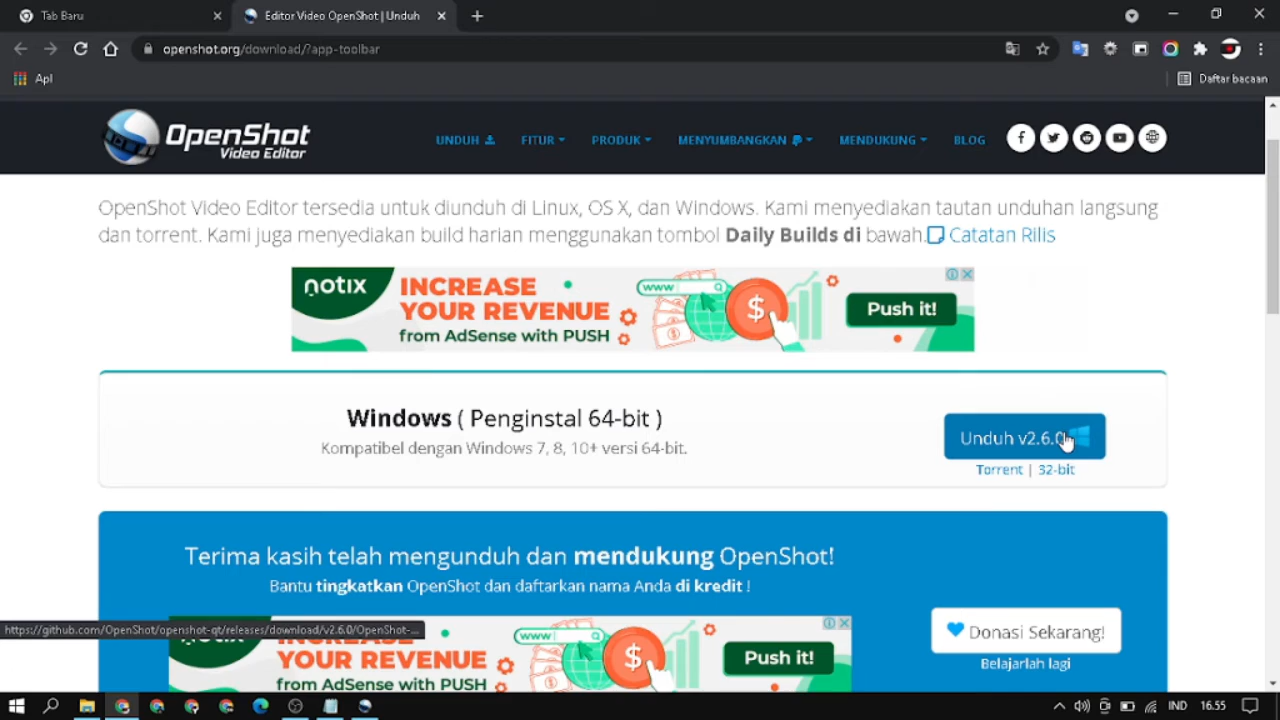 Tab Baru
Editor Video OpenShot | Unduh
openshot.org/download/?app-toolbar
Apl
Daftar bacaan
OpenShot
Video Editor
UNDUH
FITUR
PRODUK
MENYUMBANGKAN
MENDUKUNG
BLOG
OpenShot Video Editor tersedia untuk diunduh di Linux, OS X, dan Windows. Kami menyediakan tautan unduhan langsung
dan torrent. Kami juga menyediakan build harian menggunakan tombol Daily Builds di bawah. Catatan Rilis
notix
INCREASE
YOUR REVENUE
from AdSense with PUSH
www
$
Push it!
Windows ( Penginstal 64-bit )
Kompatibel dengan Windows 7, 8, 10+ versi 64-bit.
Unduh v2.6.0
Torrent | 32-bit
Terima kasih telah mengunduh dan mendukung OpenShot!
Bantu tingkatkan OpenShot dan daftarkan nama Anda di kredit !
Donasi Sekarang!
Belajarlah lagi
https://github.com/OpenShot/openshot-qt/releases/download/v2.6.0/OpenShot-...
INCREASE
YOUR REVENUE
from AdSense with PUSH
www
$
Push it!
IND
16.55